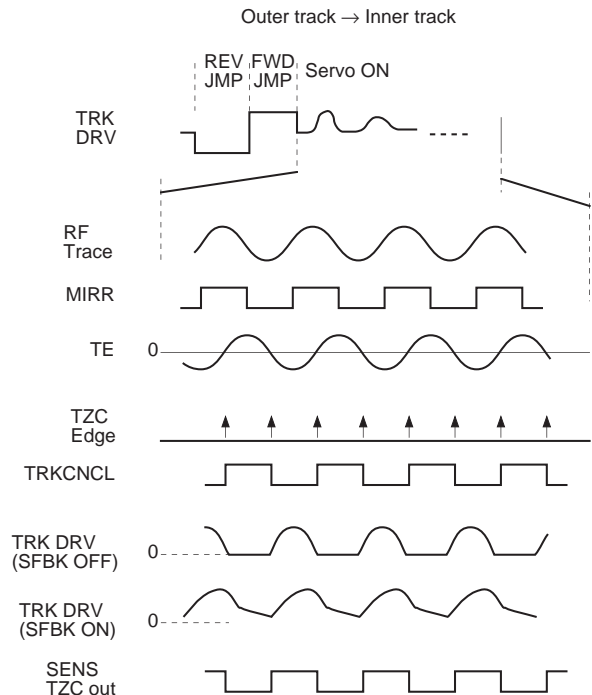 Outer track → Inner track
REV FWD
JMP JMP
Servo ON
TRK
DRV
RF
Trace
MIRR
TE
0
TZC
Edge
TRKCNCL
TRK DRV
(SFBK OFF)
0
TRK DRV
(SFBK ON)
0
SENS
TZC out